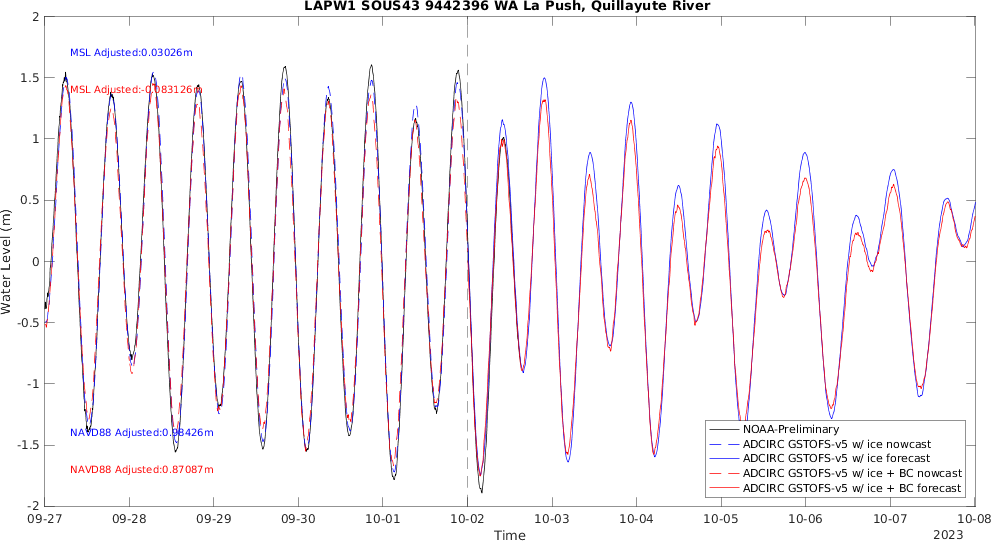 LAPW1 SOUS43 9442396 WA La Push, Quillayute River
2
1.5
1
0.5
0
-0.5
-1
-1.5
-2
Water Level (m)
MSL Adjusted:0.03026m
MSL Adjusted:-0.083126m
NAVD88 Adjusted:0.98426m
NAVD88 Adjusted:0.87087m
NOAA-Preliminary
ADCIRC GSTOFS-v5 w/ ice nowcast
ADCIRC GSTOFS-v5 w/ ice forecast
ADCIRC GSTOFS-v5 w/ ice + BC nowcast
ADCIRC GSTOFS-v5 w/ ice + BC forecast
09-27 09-28 09-29 09-30 10-01 10-02 10-03 10-04 10-05 10-06 10-07 10-08
Time
2023